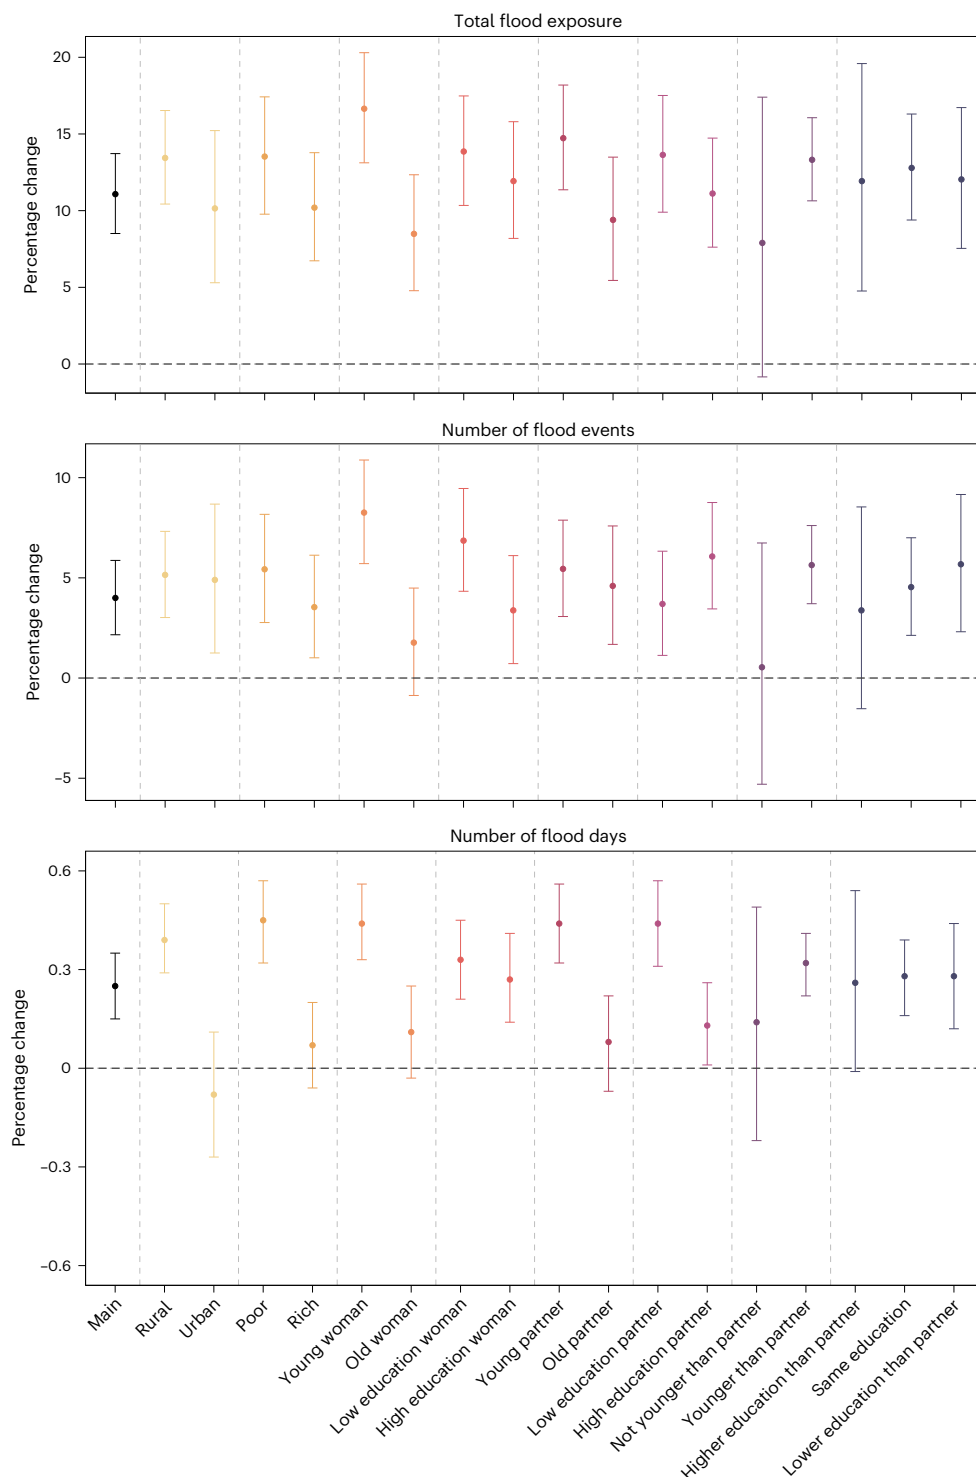 Total flood exposure
Percentage change
20
15
10
5
0
Number of flood events
Percentage change
10
5
0
–5
Number of flood days
Percentage change
0.6
0.3
0
–0.3
–0.6
Main
Rural
Urban
Poor
Rich
Young woman
Old woman
Low education woman
High education woman
Young partner
Old partner
Low education partner
High education partner
Not younger than partner
Younger than partner
Higher education than partner
Same education
Lower education than partner